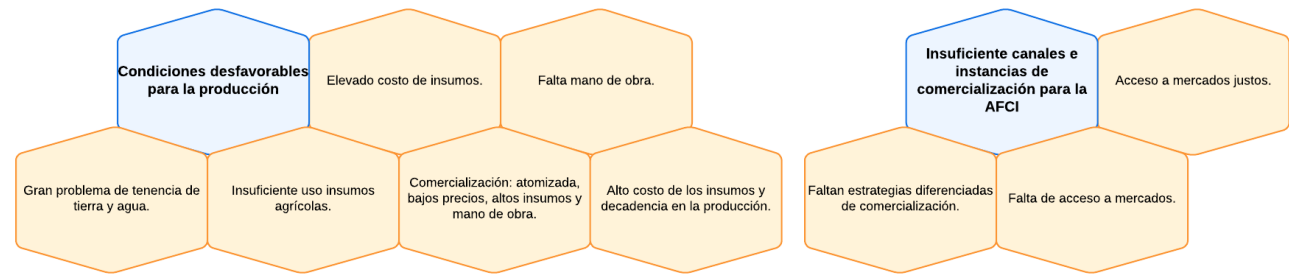 Condiciones desfavorables
para la producción
Elevado costo de insumos.
Falta mano de obra.
Gran problema de tenencia de
tierra y agua.
Insuficiente uso insumos
agrícolas.
Comercialización: atomizada,
bajos precios, altos insumos y
mano de obra.
Alto costo de los insumos y
decadencia en la producción.
Insuficiente canales e
instancias de
comercialización para la
AFCI
Acceso a mercados justos.
Faltan estrategias diferenciadas
de comercialización.
Falta de acceso a mercados.